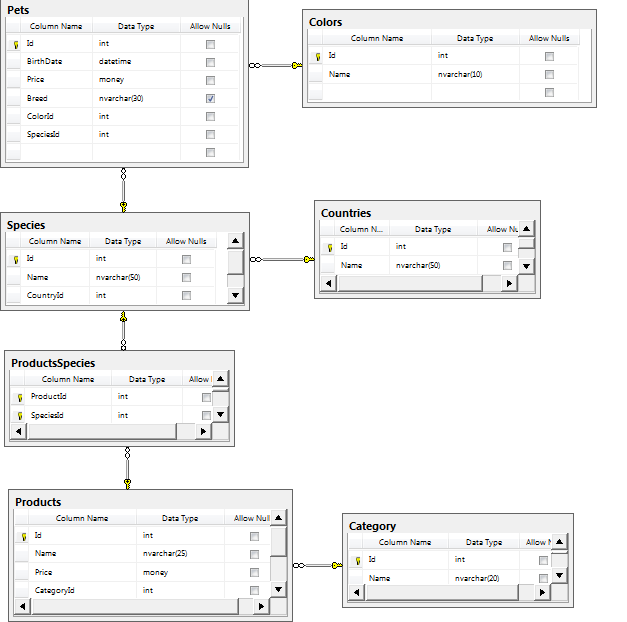 Pets
Column Name Data Type Allow Nulls
Id int
BirthDate datetime
Price money
Breed nvarchar(30)
ColorId int
SpeciesId int
Colors
Column Name Data Type Allow Nulls
Id int
Name nvarchar(10)
Species
Column Name Data Type Allow Nulls
Id int
Name nvarchar(50)
CountryId int
Countries
Column N... Data Type Allow Nu
Id int
Name nvarchar(50)
ProductsSpecies
Column Name Data Type Allow
ProductId int
SpeciesId int
Products
Column Name Data Type Allow Null
Id int
Name nvarchar(25)
Price money
CategoryId int
Category
Column Name Data Type Allow N
Id int
Name nvarchar(20)